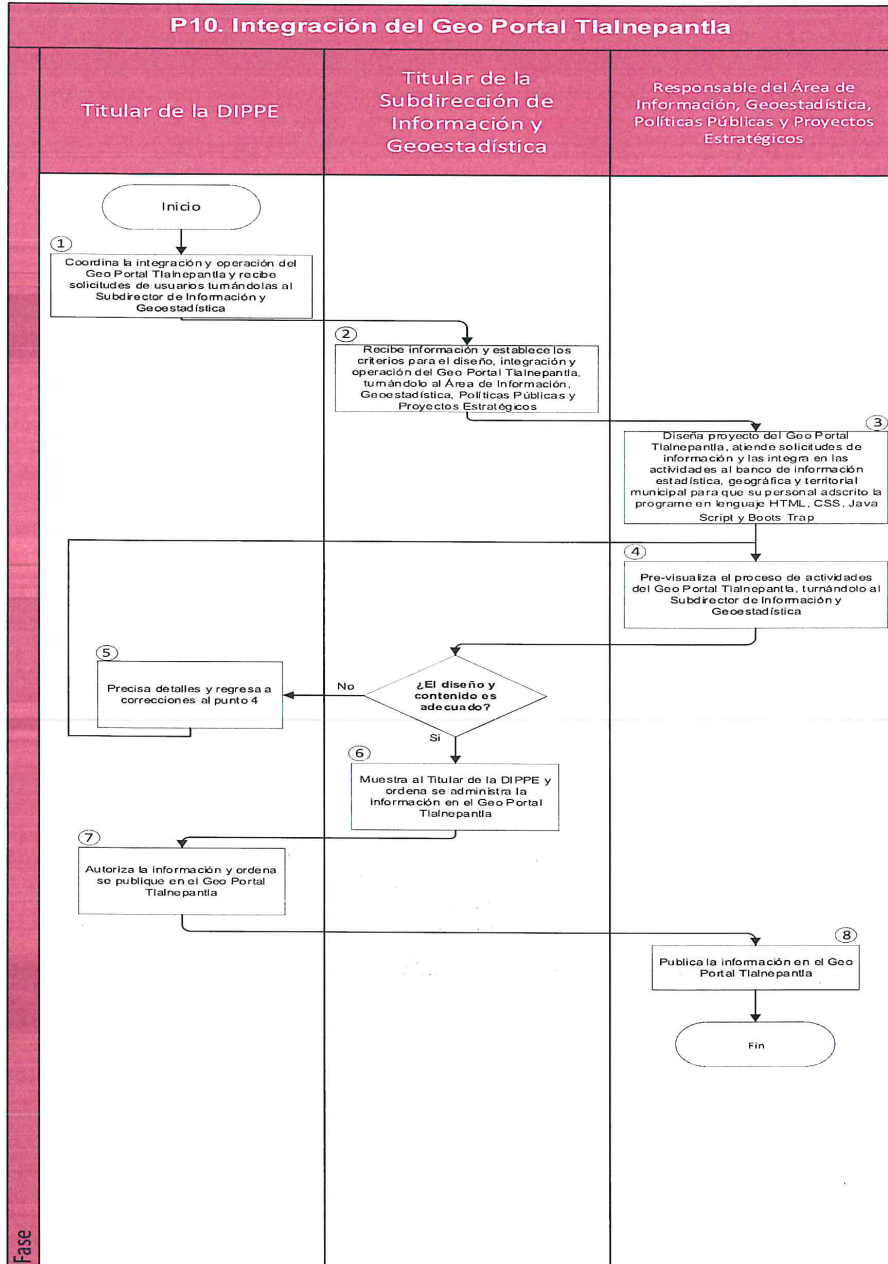 P10. Integración del Geo Portal Tlalnepantla
Titular de la DIPPE
Titular de la
Subdirección de
Información y
Geoestadística
Responsable del Área de
Información, Geoestadística,
Políticas Públicas y Proyectos
Estratégicos
Inicio
1
Coordina la integración y operación del
Geo Portal Tlalnepantla y recibe
solicitudes de usuarios turnándolas al
Subdirector de Información y
Geoestadística
2
Recibe información y establece los
criterios para el diseño, integración y
operación del Geo Portal Tlalnepantla,
turnándolo al Área de Información,
Geoestadística, Políticas Públicas y
Proyectos Estratégicos
3
Diseña proyecto del Geo Portal
Tlalnepantla, atiende solicitudes de
información y las integra en las
actividades al banco de información
estadística, geográfica y territorial
municipal para que su personal adscrito la
programe en lenguaje HTML, CSS, Java
Script y Boots Trap
4
Pre-visualiza el proceso de actividades
del Geo Portal Tlalnepantla, turnándolo al
Subdirector de Información y
Geoestadística
5
Precisa detalles y regresa a
correcciones al punto 4
No
¿El diseño y
contenido es
adecuado?
Si
6
Muestra al Titular de la DIPPE y
ordena se administra la
información en el Geo Portal
Tlalnepantla
7
Autoriza la información y ordena
se publique en el Geo Portal
Tlalnepantla
8
Publica la información en el Geo
Portal Tlalnepantla
Fin
Fase